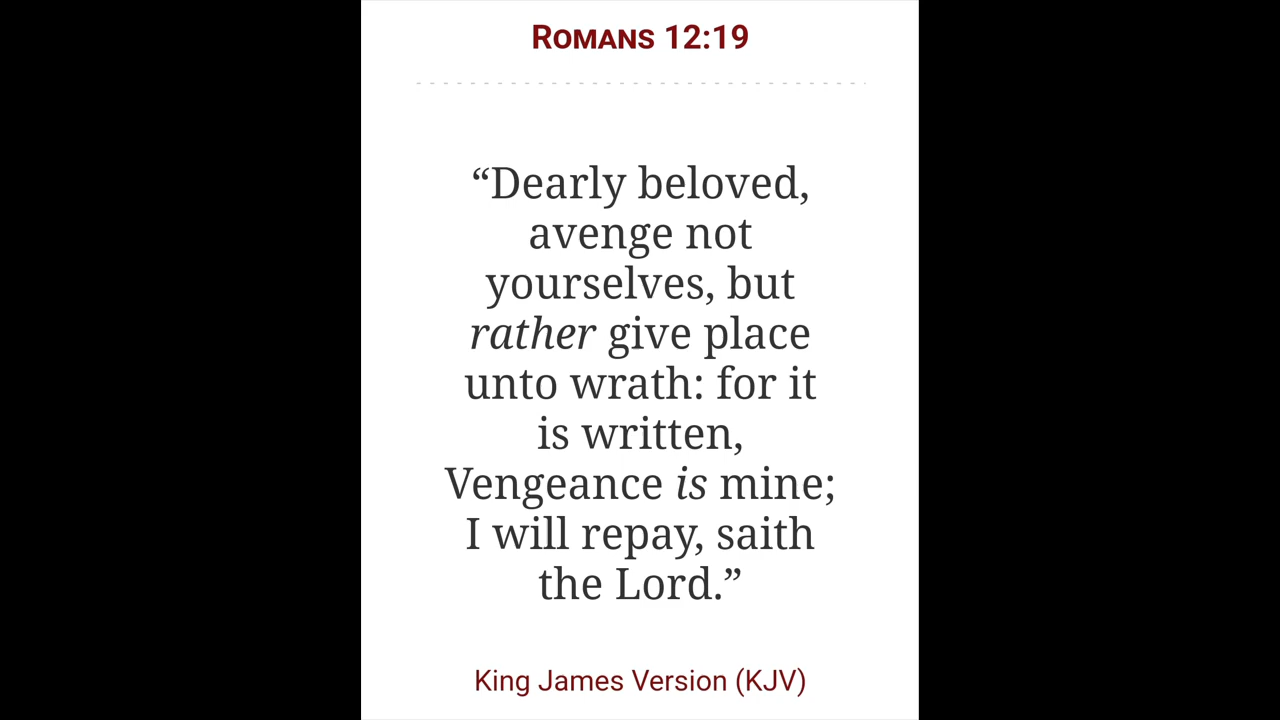 Romans 12:19
“Dearly beloved,
avenge not
yourselves, but
rather give place
unto wrath: for it
is written,
Vengeance is mine;
I will repay, saith
the Lord.”
King James Version (KJV)